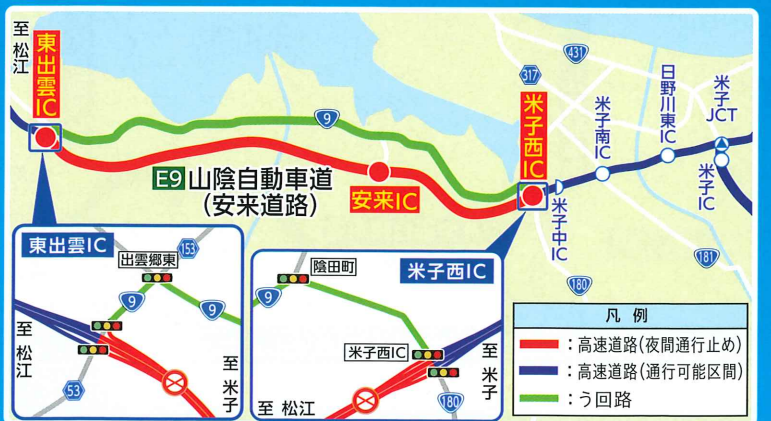 至
松江
東出雲IC
9
E9 山陰自動車道
(安来道路)
安来IC
米子西IC
317
431
米子中IC
米子南IC
日野川東IC
米子
JCT
米子IC
180
181
東出雲IC
153
出雲郷東
9
9
至
松江
53
至
米子
米子西IC
陰田町
9
米子西IC
至
米子
180
至 松江
凡例
：高速道路(夜間通行止め)
：高速道路(通行可能区間)
：う回路